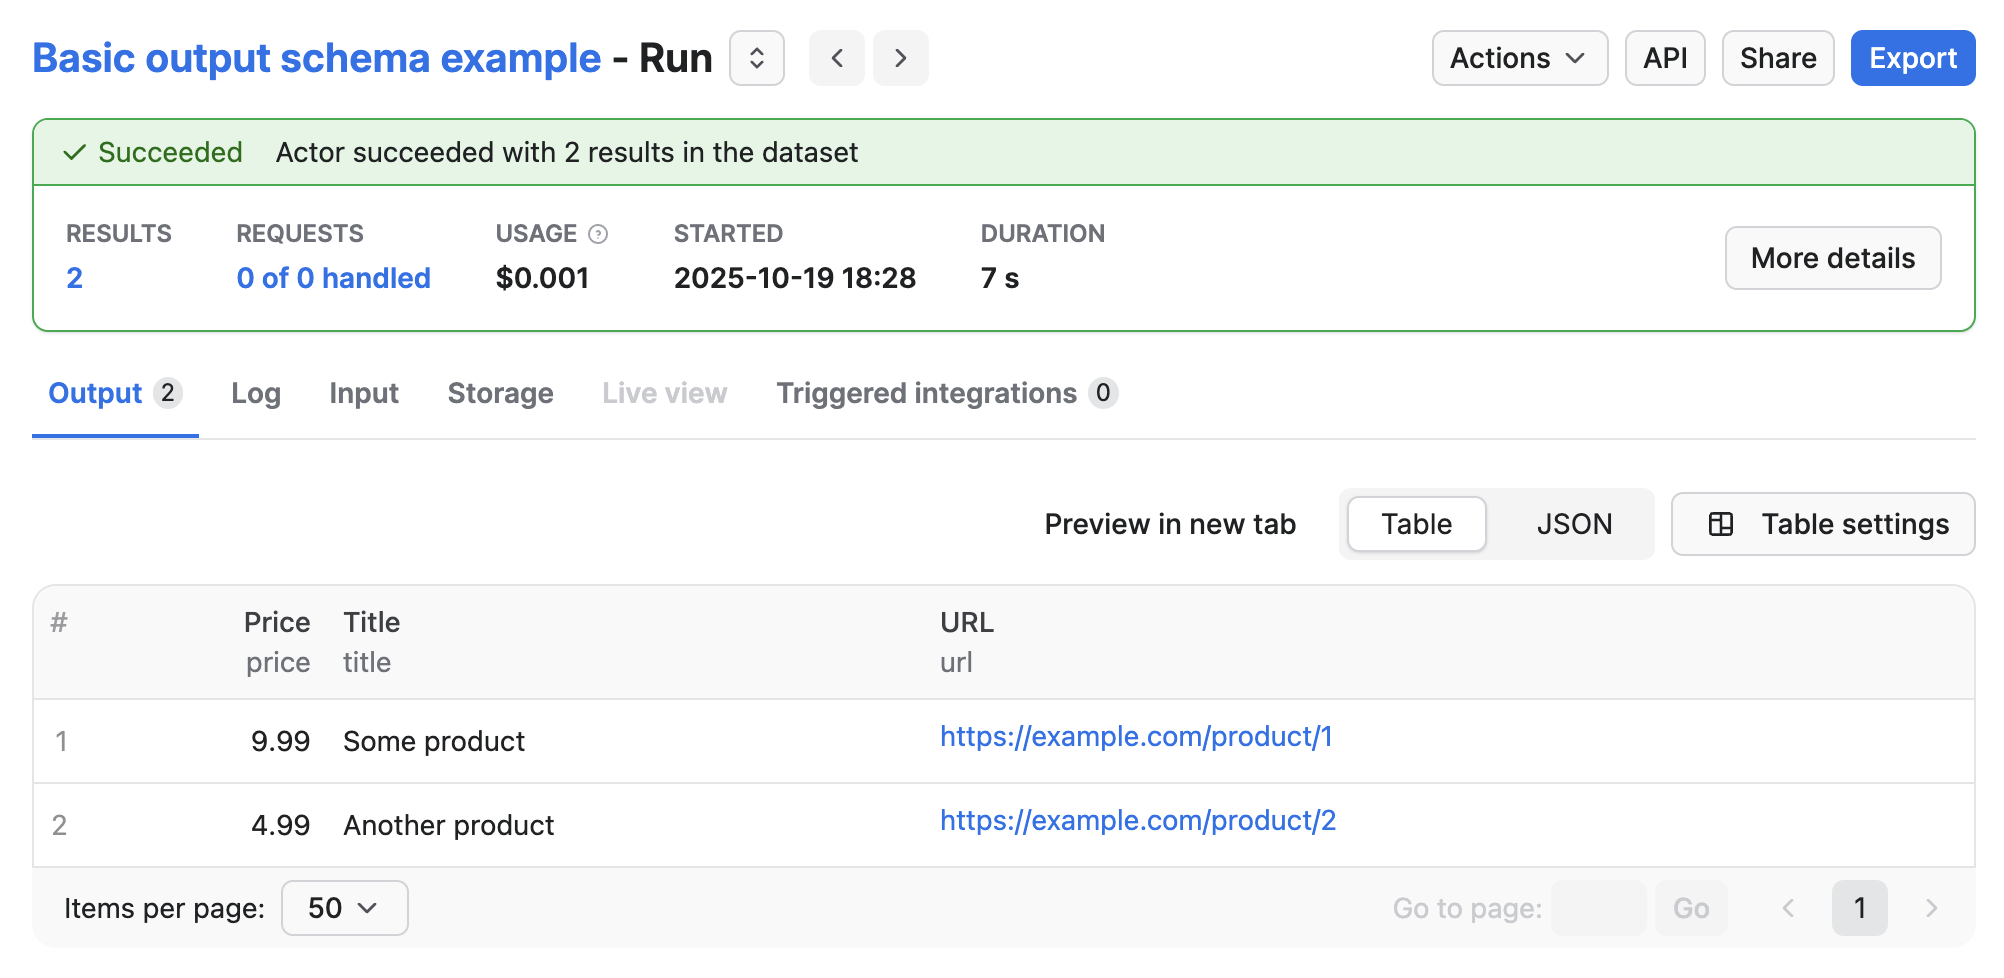 Basic output schema example - Run
Actions API Share Export
Succeeded Actor succeeded with 2 results in the dataset
RESULTS REQUESTS USAGE ? STARTED DURATION
2 0 of 0 handled $0.001 2025-10-19 18:28 7 s
More details
Output 2 Log Input Storage Live view Triggered integrations 0
Preview in new tab Table JSON Table settings
# Price Title URL
price title url
1 9.99 Some product https://example.com/product/1
2 4.99 Another product https://example.com/product/2
Items per page: 50 Go to page: Go 1